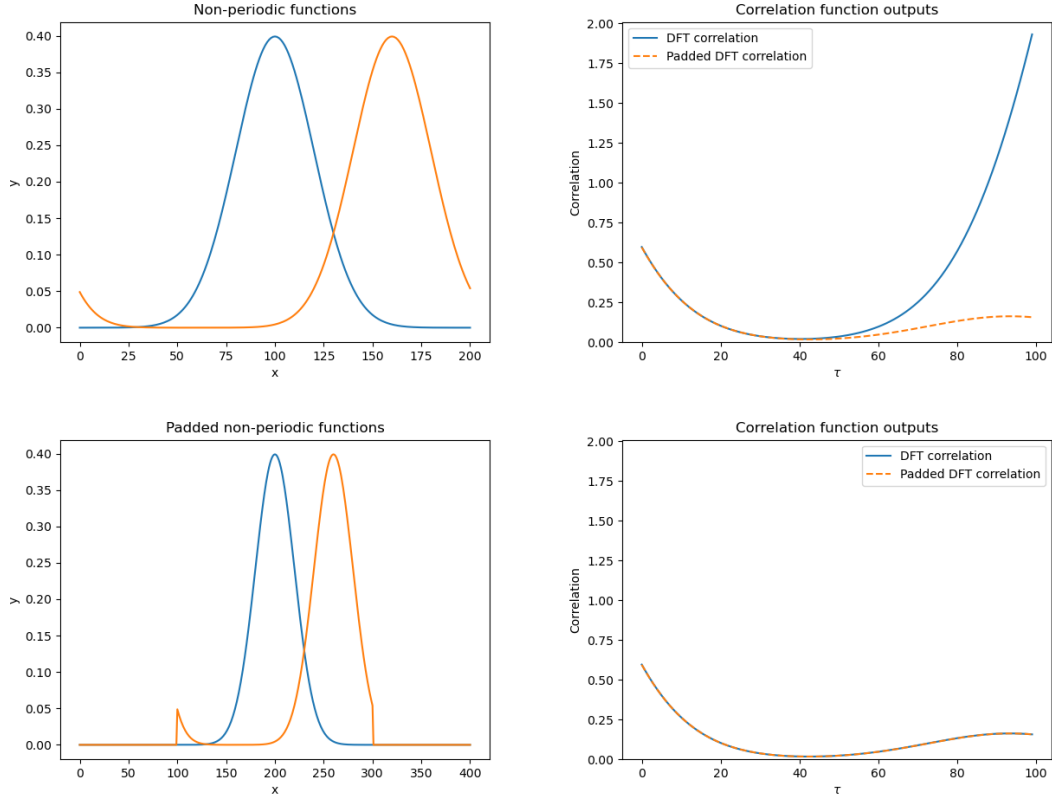 Non-periodic functions
0.40
0.35
0.30
0.25
0.20
0.15
0.10
0.05
0.00
y
0 25 50 75 100 125 150 175 200
x
Correlation function outputs
2.00
1.75
1.50
1.25
1.00
0.75
0.50
0.25
0.00
Correlation
DFT correlation
Padded DFT correlation
0 20 40 60 80 100
τ
Padded non-periodic functions
0.40
0.35
0.30
0.25
0.20
0.15
0.10
0.05
0.00
y
0 50 100 150 200 250 300 350 400
x
Correlation function outputs
2.00
1.75
1.50
1.25
1.00
0.75
0.50
0.25
0.00
Correlation
DFT correlation
Padded DFT correlation
0 20 40 60 80 100
τ